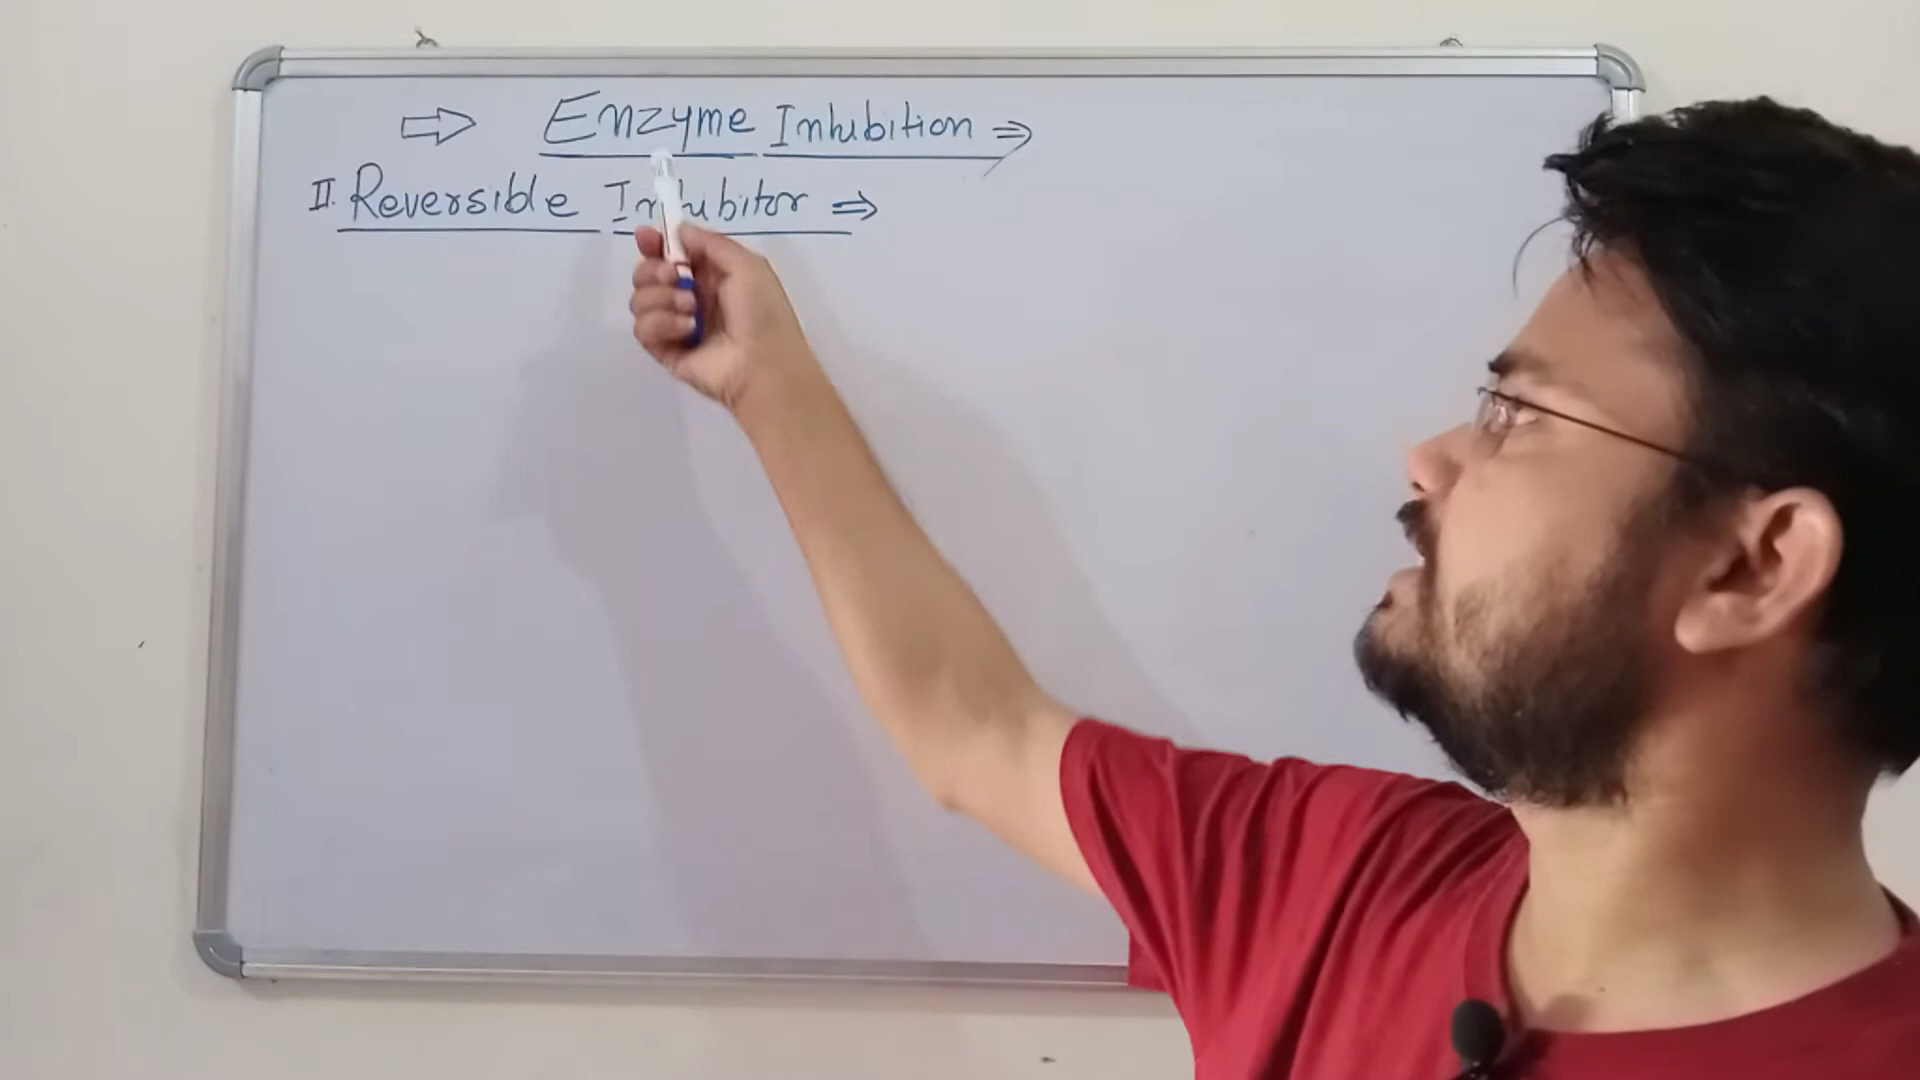 ⇨ Enzyme Inhibition ⇒
II. Reversible Inhibitor ⇒